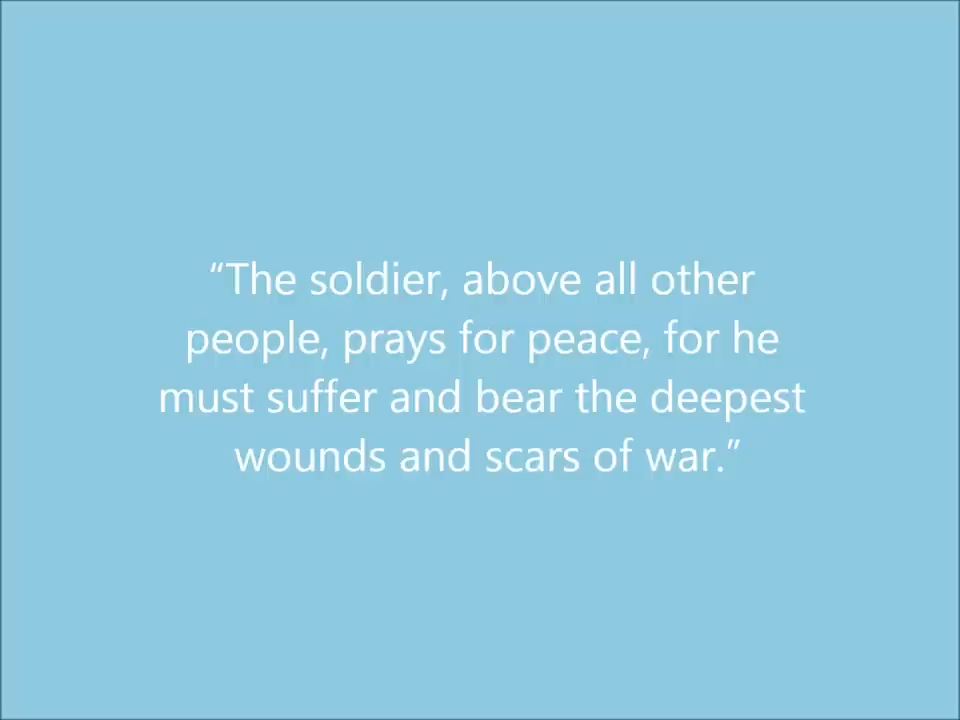 “The soldier, above all other
people, prays for peace, for he
must suffer and bear the deepest
wounds and scars of war.”